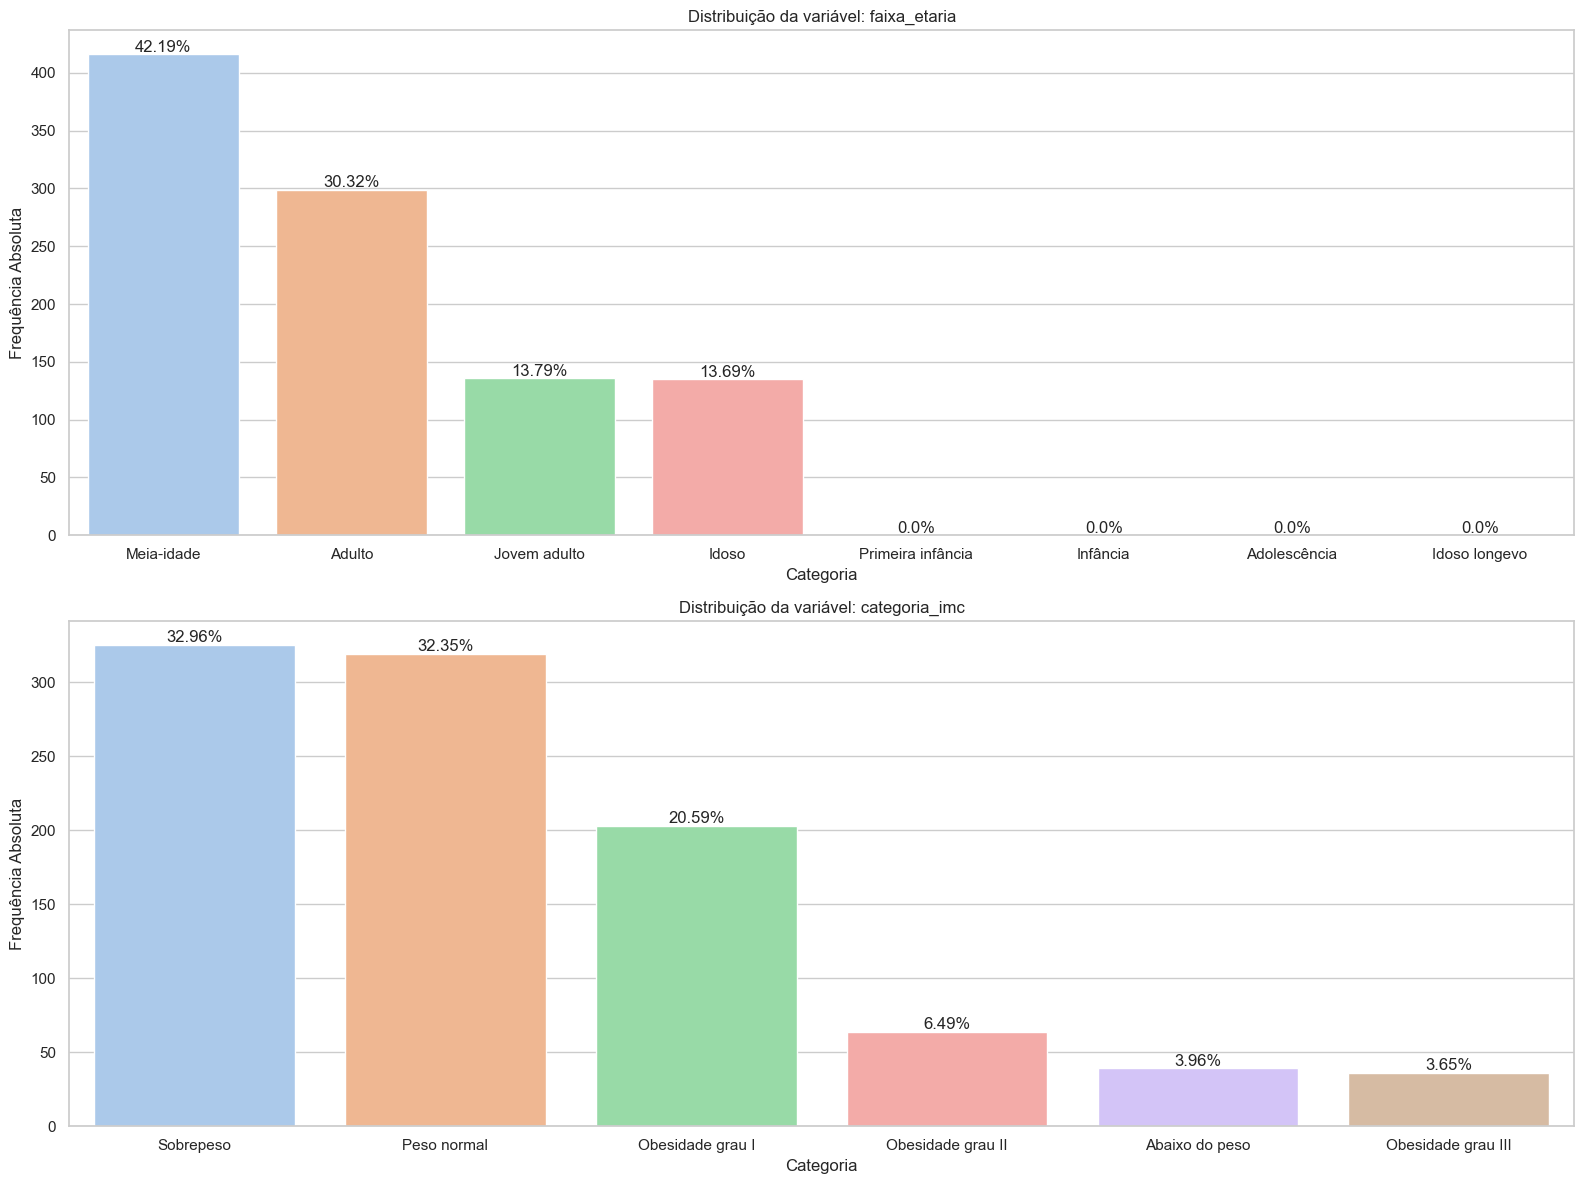 Distribuição da variável: faixa_etaria
42.19%
30.32%
13.79%
13.69%
0.0%
0.0%
0.0%
0.0%
400
350
300
250
200
150
100
50
0
Frequência Absoluta
Meia-idade
Adulto
Jovem adulto
Idoso
Primeira infância
Infância
Adolescência
Idoso longevo
Categoria
Distribuição da variável: categoria_imc
32.96%
32.35%
20.59%
6.49%
3.96%
3.65%
300
250
200
150
100
50
0
Frequência Absoluta
Sobrepeso
Peso normal
Obesidade grau I
Obesidade grau II
Abaixo do peso
Obesidade grau III
Categoria